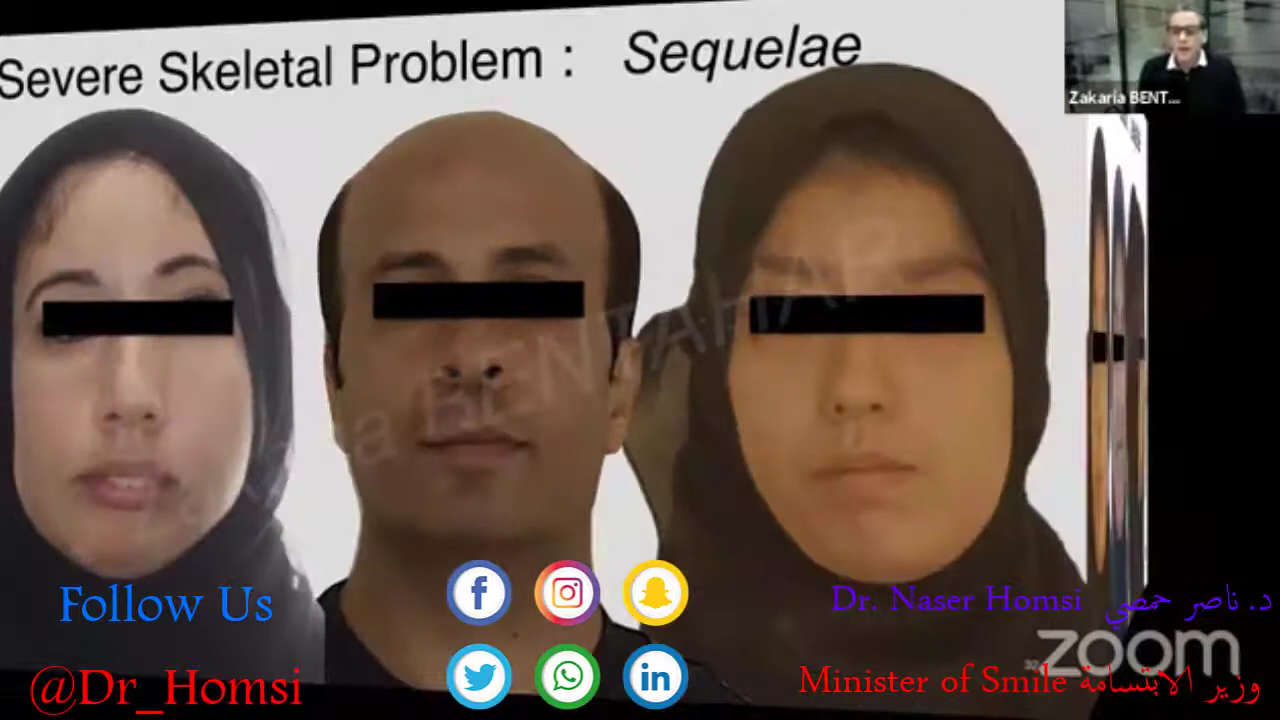 Severe Skeletal Problem : Sequelae
Zakaria BENT...
BENTAHAR
Follow Us
@Dr_Homsi
Dr. Naser Homsi د. ناصر حمصي
zoom
Minister of Smile وزير الابتسامة